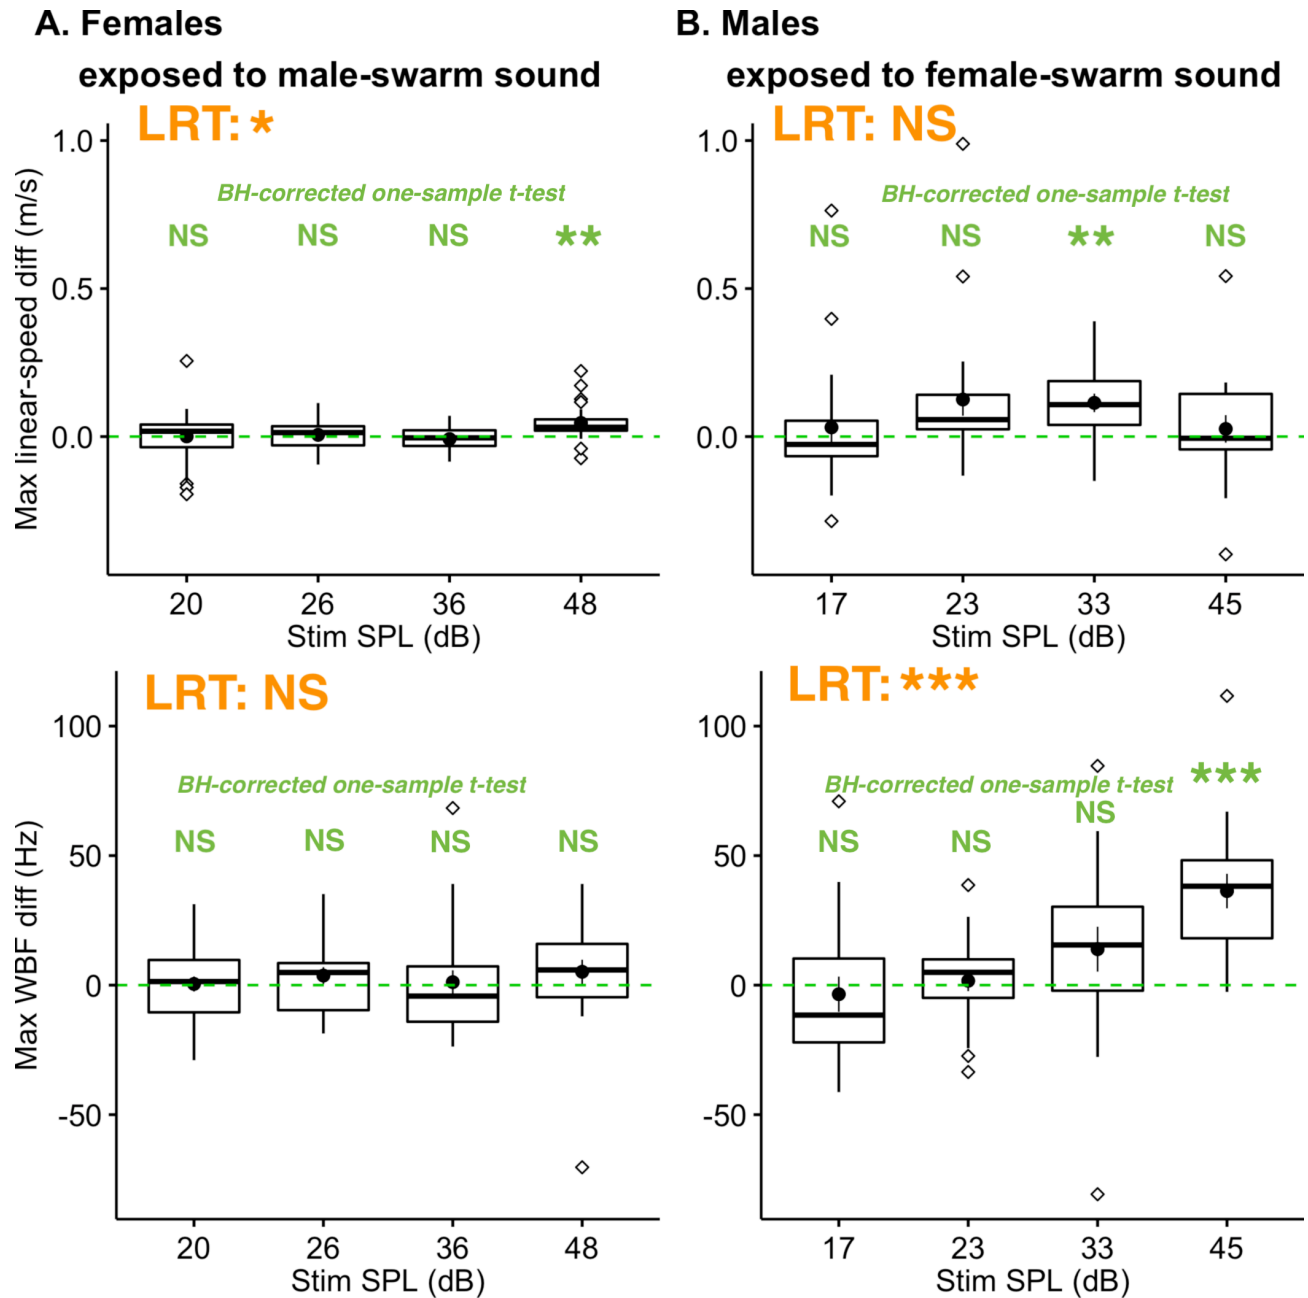 A. Females
exposed to male-swarm sound
LRT: *
BH-corrected one-sample t-test
NS NS NS **
Max linear-speed diff (m/s)
1.0
0.5
0.0
20 26 36 48
Stim SPL (dB)
B. Males
exposed to female-swarm sound
LRT: NS
BH-corrected one-sample t-test
NS NS ** NS
1.0
0.5
0.0
17 23 33 45
Stim SPL (dB)
LRT: NS
BH-corrected one-sample t-test
NS NS NS NS
Max WBF diff (Hz)
100
50
0
-50
20 26 36 48
Stim SPL (dB)
LRT: ***
BH-corrected one-sample t-test
NS NS NS ***
100
50
0
-50
17 23 33 45
Stim SPL (dB)